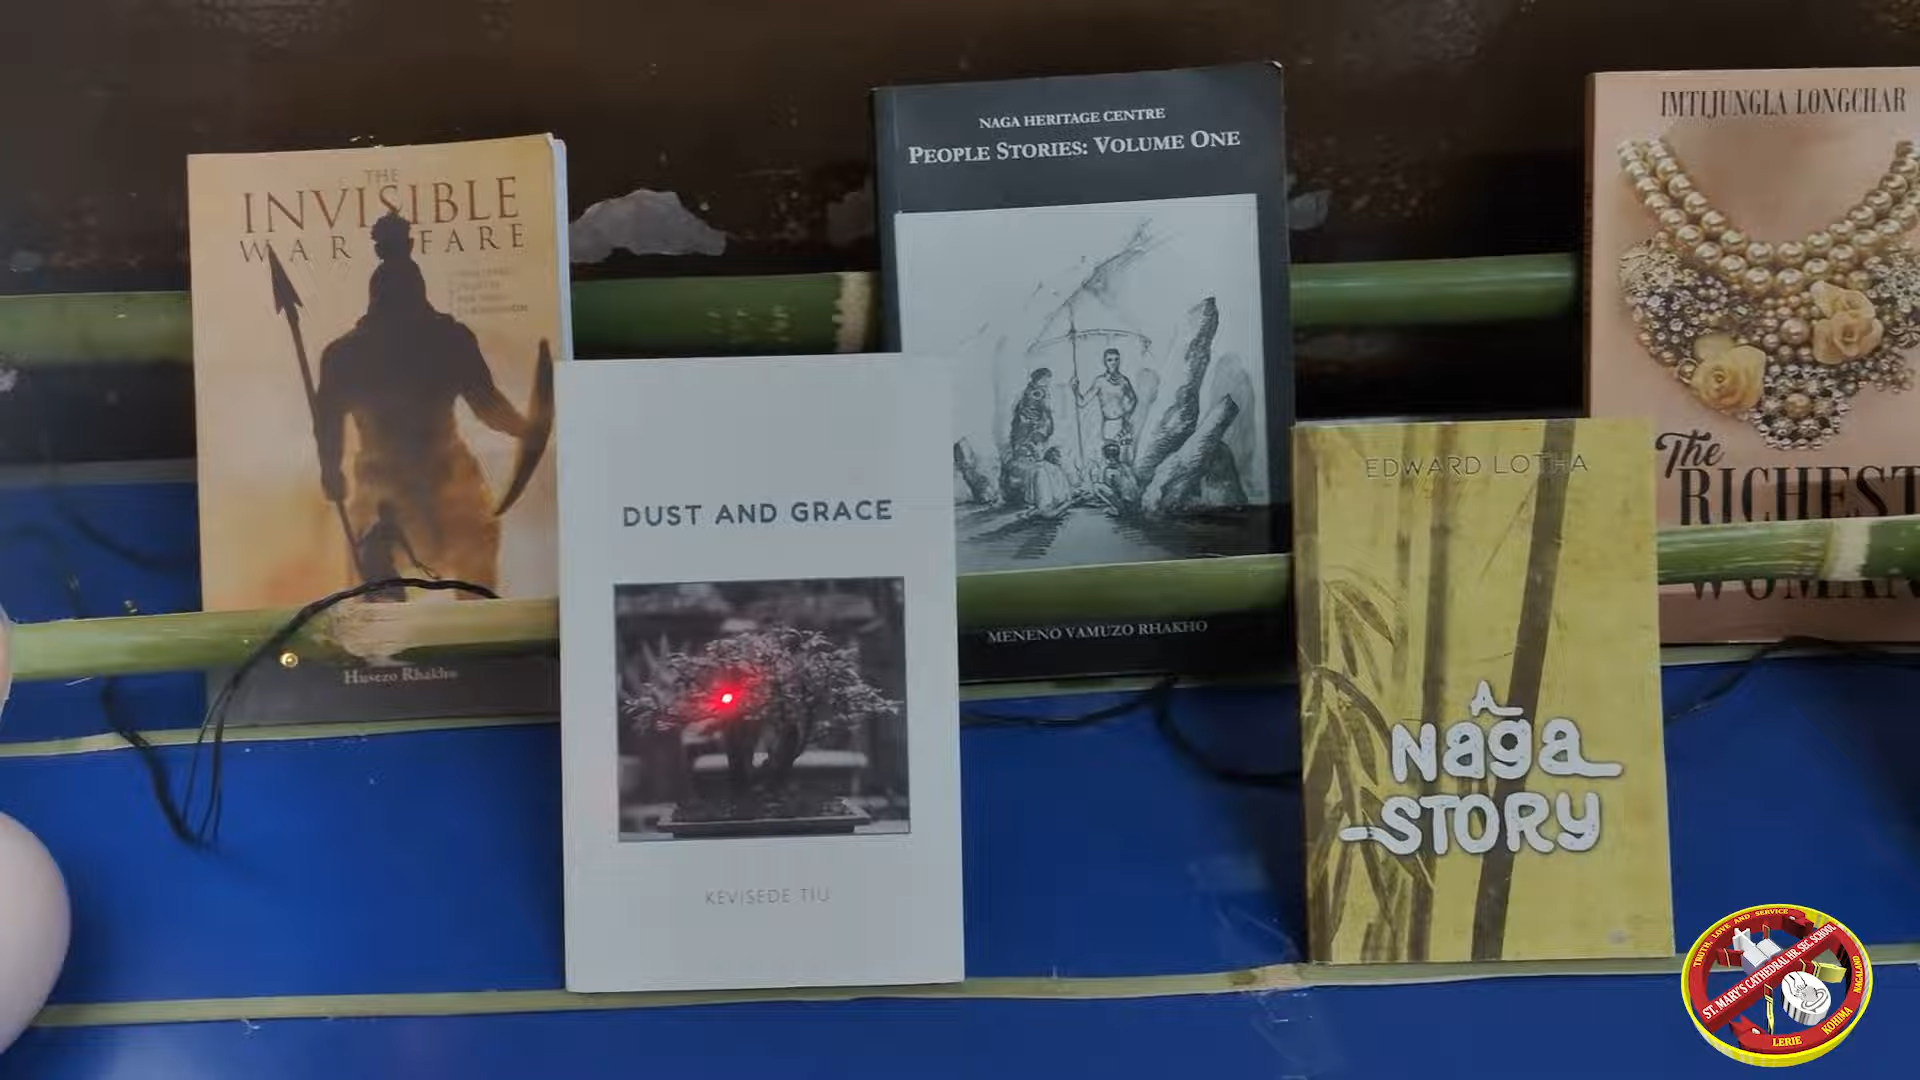 THE
INVISIBLE
WARFARE
Husezo Rhakho
DUST AND GRACE
KEVISEDE TIU
NAGA HERITAGE CENTRE
PEOPLE STORIES: VOLUME ONE
MENENO VAMUZO RHAKHO
EDWARD LOTHA
A
Naga
STORY
IMTIJUNGLA LONGCHAR
The
RICHEST
WOMAN
TRUTH, LOVE AND SERVICE
ST. MARY'S CATHEDRAL HR. SEC. SCHOOL
LERIE
KOHIMA
NAGALAND